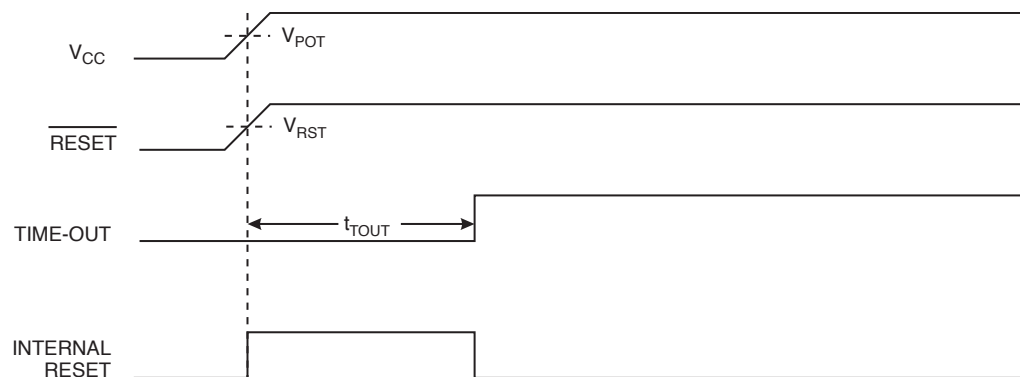 VCC
VPOT
RESET
VRST
TIME-OUT
tTOUT
INTERNAL
RESET